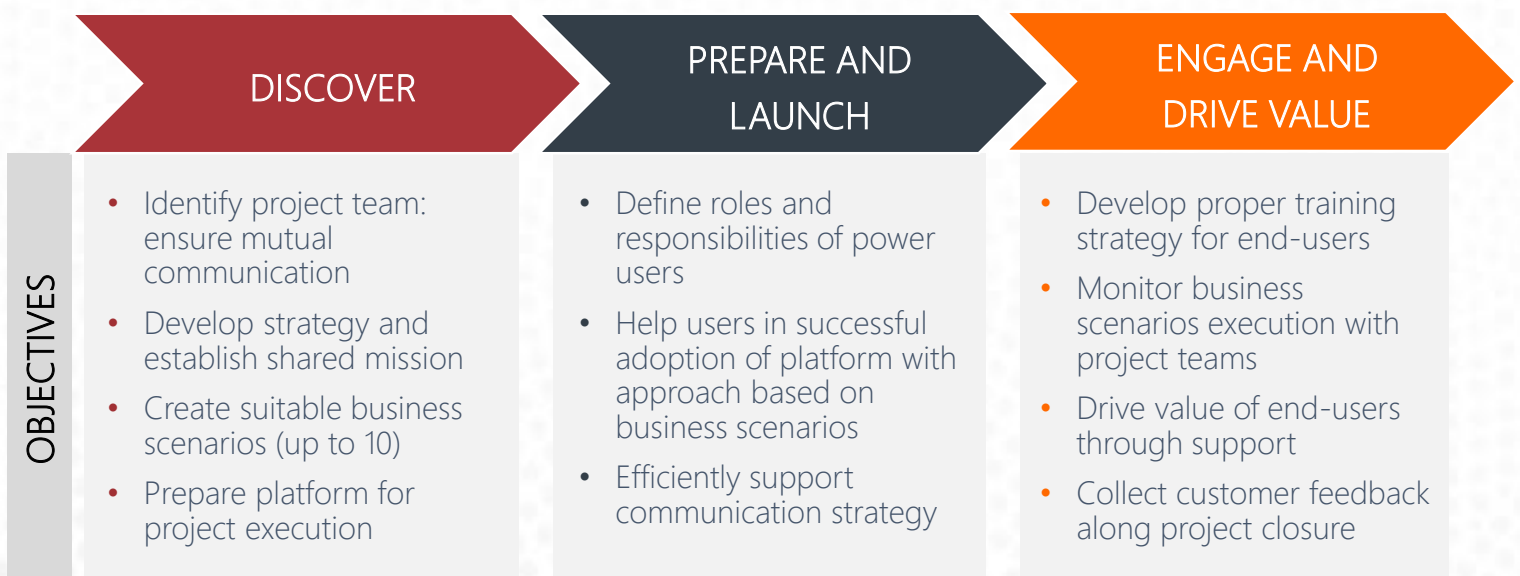 DISCOVER
PREPARE AND
LAUNCH
ENGAGE AND
DRIVE VALUE
OBJECTIVES
• Identify project team:
ensure mutual
communication
• Develop strategy and
establish shared mission
• Create suitable business
scenarios (up to 10)
• Prepare platform for
project execution
• Define roles and
responsibilities of power
users
• Help users in successful
adoption of platform with
approach based on
business scenarios
• Efficiently support
communication strategy
• Develop proper training
strategy for end-users
• Monitor business
scenarios execution with
project teams
• Drive value of end-users
through support
• Collect customer feedback
along project closure